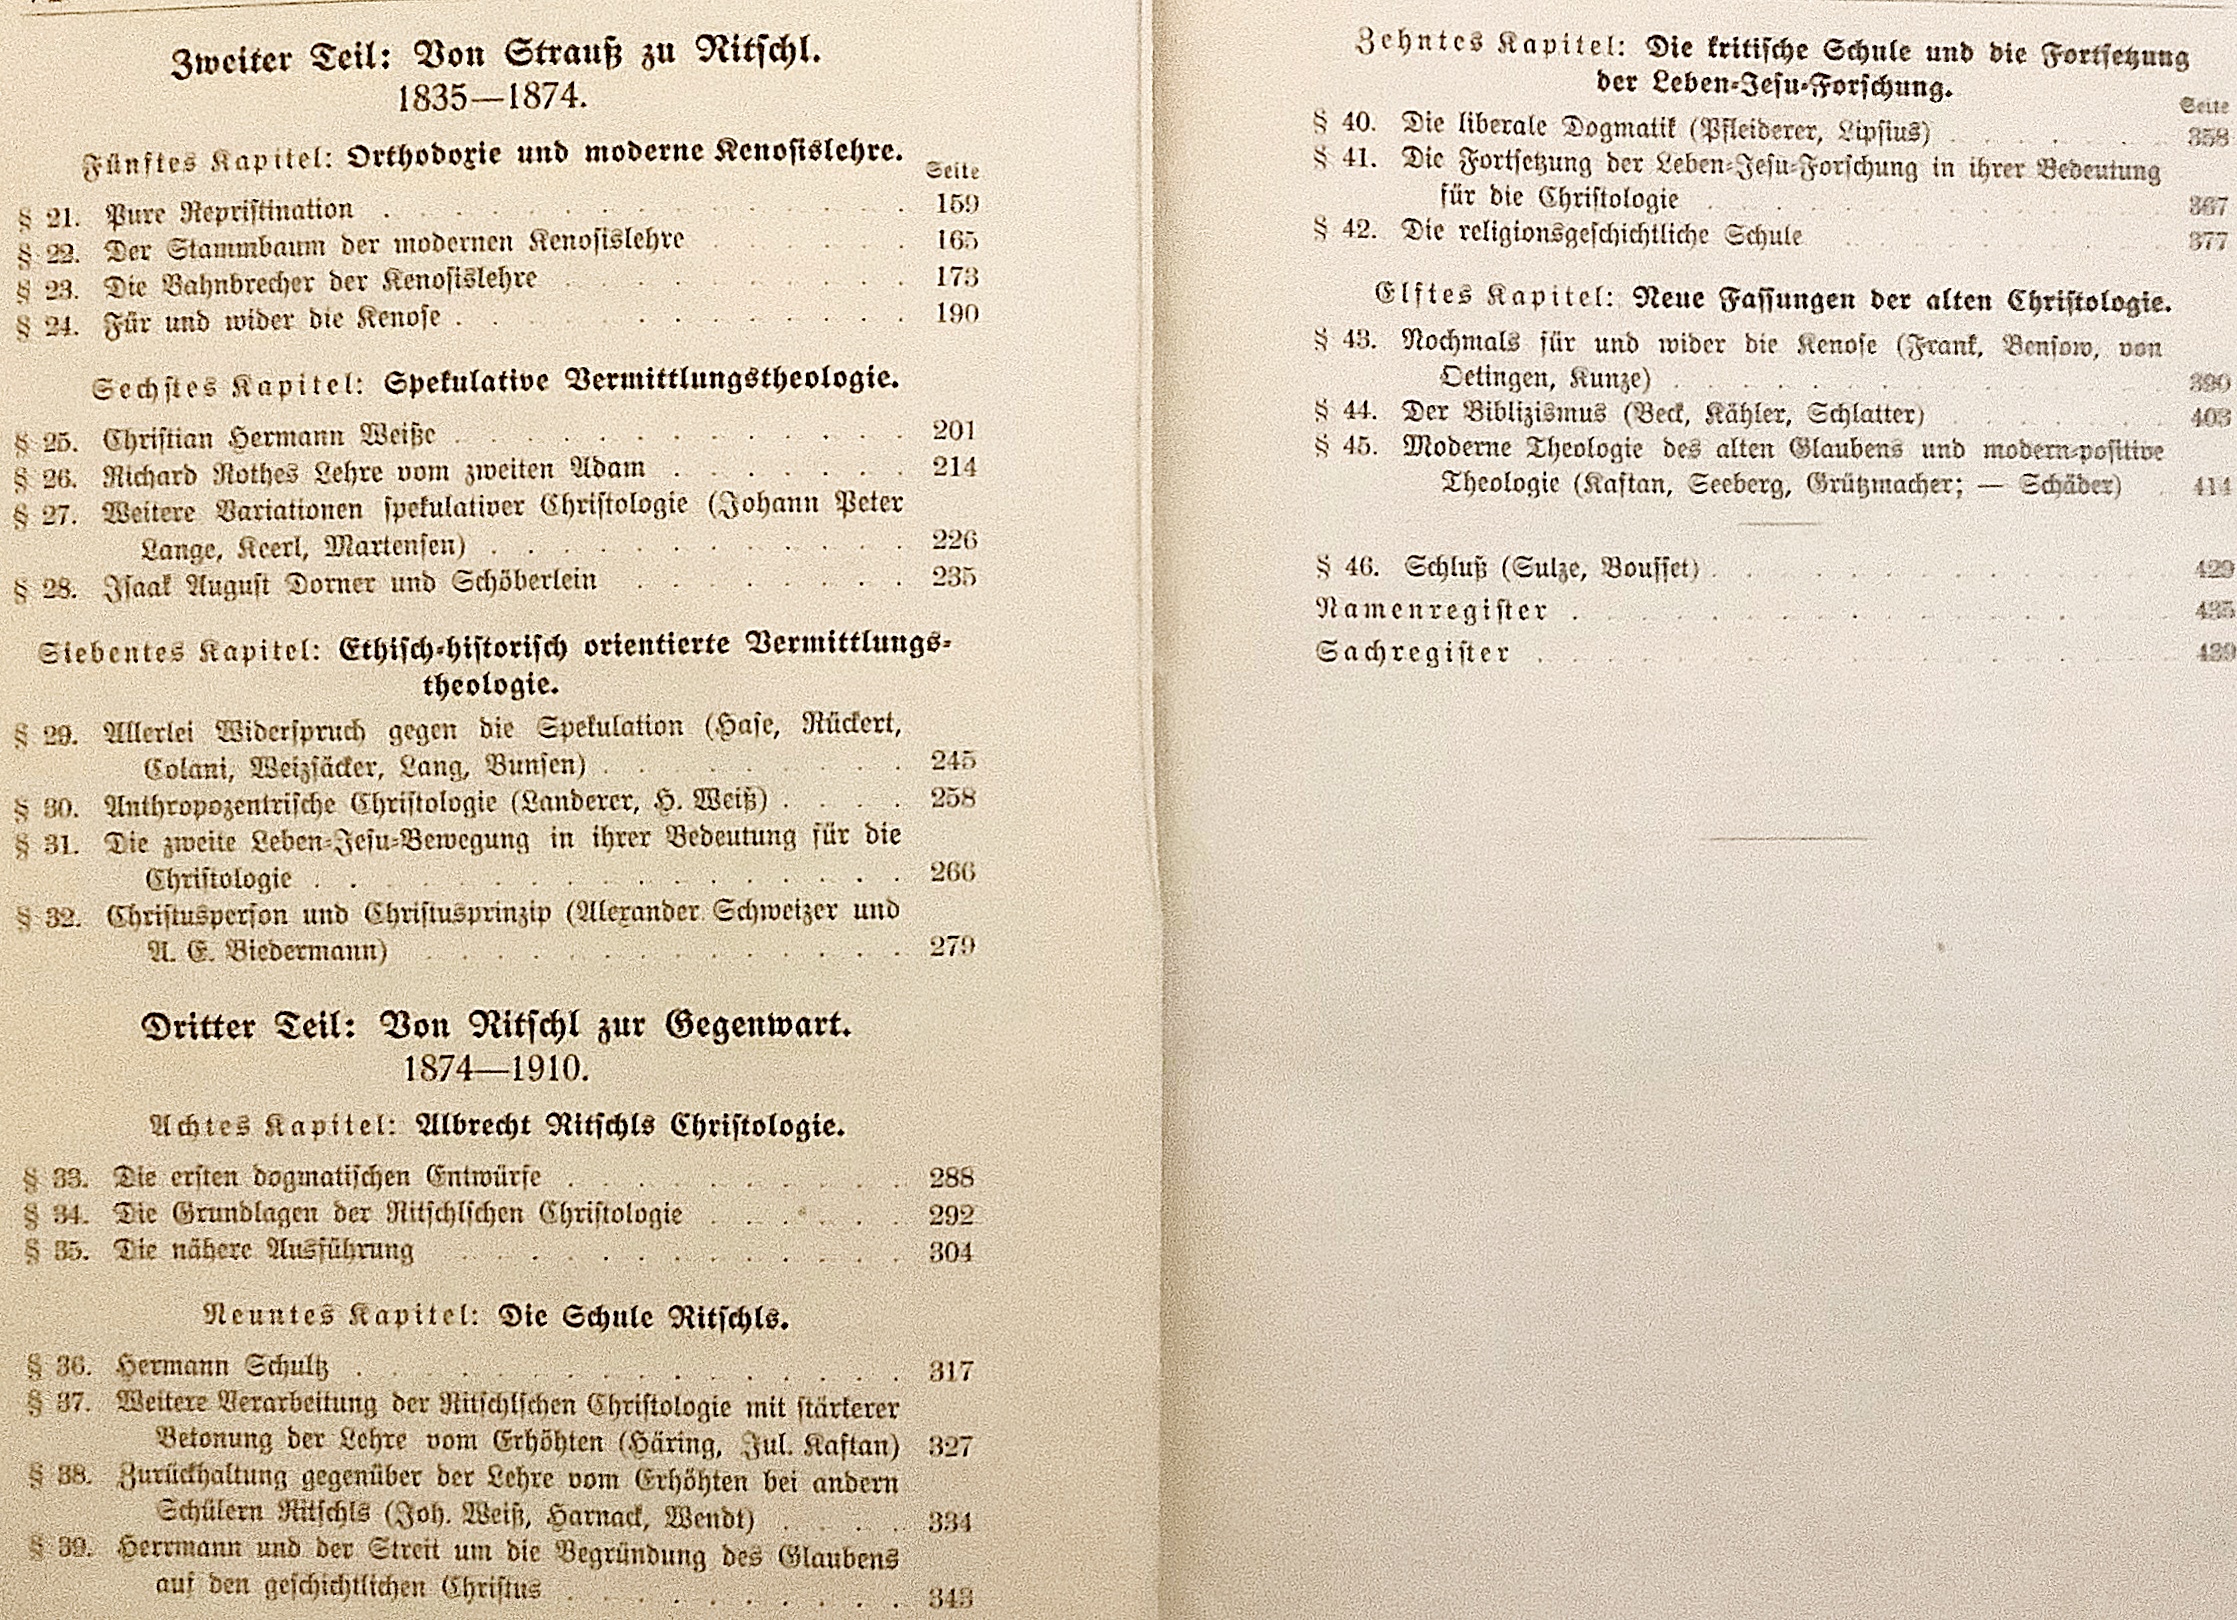 Zweiter Teil: Von Strauß zu Ritschl.
1835—1874.
Fünftes Kapitel: Orthodoxie und moderne Kenosislehre.
Seite
§ 21. Pure Repristination . . . . . . . . . . . . . . 159
§ 22. Der Stammbaum der modernen Kenosislehre . . . . . . 165
§ 23. Die Bahnbrecher der Kenosislehre . . . . . . . . . . 173
§ 24. Für und wider die Kenose . . . . . . . . . . . . . 190
Sechstes Kapitel: Spekulative Vermittlungstheologie.
§ 25. Christian Hermann Weiße . . . . . . . . . . . . . 201
§ 26. Richard Rothes Lehre vom zweiten Adam . . . . . . . 214
§ 27. Weitere Variationen spekulativer Christologie (Johann Peter
Lange, Keerl, Martensen) . . . . . . . . . . . . 226
§ 28. Isaak August Dorner und Schöberlein . . . . . . . . 235
Siebentes Kapitel: Ethisch-historisch orientierte Vermittlungs-
theologie.
§ 29. Allerlei Widerspruch gegen die Spekulation (Hase, Rückert,
Colani, Weizsäcker, Lang, Bunsen) . . . . . . . . . 245
§ 30. Anthropozentrische Christologie (Landerer, H. Weiß) . . . . 258
§ 31. Die zweite Leben-Jesu-Bewegung in ihrer Bedeutung für die
Christologie . . . . . . . . . . . . . . . . 266
§ 32. Christusperson und Christusprinzip (Alexander Schweizer und
A. E. Biedermann) . . . . . . . . . . . . . . 279
Dritter Teil: Von Ritschl zur Gegenwart.
1874—1910.
Achtes Kapitel: Albrecht Ritschls Christologie.
§ 33. Die ersten dogmatischen Entwürfe . . . . . . . . . . 288
§ 34. Die Grundlagen der Ritschlschen Christologie . . . . . . 292
§ 35. Die nähere Ausführung . . . . . . . . . . . . . 304
Neuntes Kapitel: Die Schule Ritschls.
§ 36. Hermann Schultz . . . . . . . . . . . . . . . 317
§ 37. Weitere Verarbeitung der Ritschlschen Christologie mit stärkerer
Betonung der Lehre vom Erhöhten (Häring, Jul. Kaftan) 327
§ 38. Zurückhaltung gegenüber der Lehre vom Erhöhten bei andern
Schülern Ritschls (Joh. Weiß, Harnack, Wendt) . . . . 334
§ 39. Herrmann und der Streit um die Begründung des Glaubens
auf den geschichtlichen Christus . . . . . . . . . . 343
Zehntes Kapitel: Die kritische Schule und die Fortsetzung
der Leben-Jesu-Forschung.
Seite
§ 40. Die liberale Dogmatik (Pfleiderer, Lipsius) . . . . . . . 358
§ 41. Die Fortsetzung der Leben-Jesu-Forschung in ihrer Bedeutung
für die Christologie . . . . . . . . . . . . . 367
§ 42. Die religionsgeschichtliche Schule . . . . . . . . . . 377
Elftes Kapitel: Neue Fassungen der alten Christologie.
§ 43. Nochmals für und wider die Kenose (Frank, Bensow, von
Oetingen, Kunze) . . . . . . . . . . . . . . 390
§ 44. Der Biblizismus (Beck, Kähler, Schlatter) . . . . . . . 403
§ 45. Moderne Theologie des alten Glaubens und modern-positive
Theologie (Kaftan, Seeberg, Grützmacher; — Schäder) . 414
§ 46. Schluß (Sulze, Bousset) . . . . . . . . . . . . . 429
Namenregister . . . . . . . . . . . . . . 435
Sachregister . . . . . . . . . . . . . . . 439